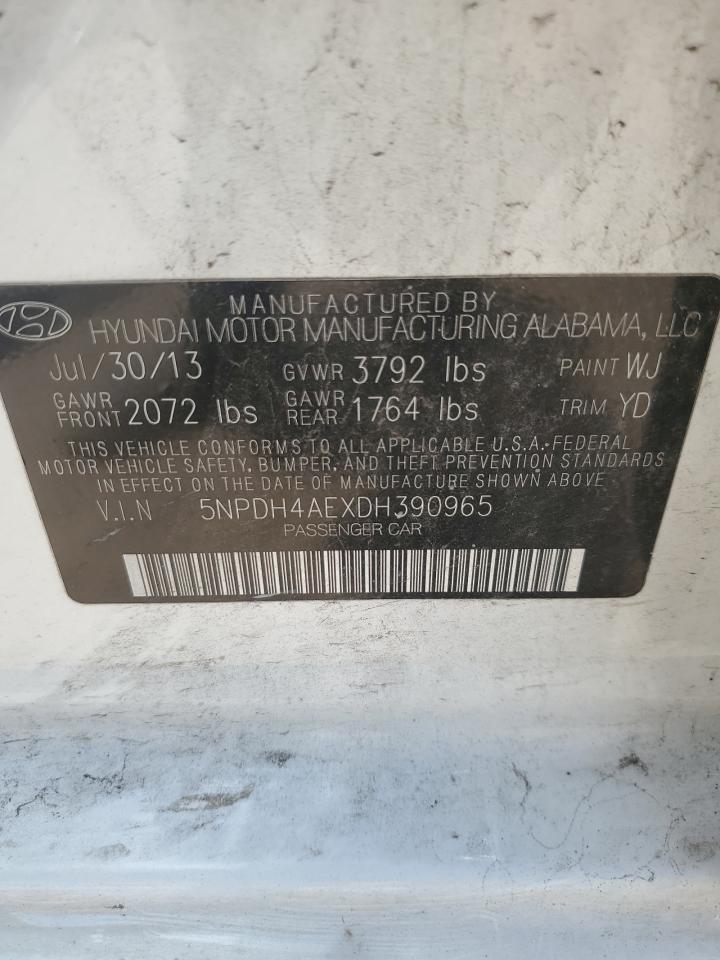 MANUFACTURED BY
HYUNDAI MOTOR MANUFACTURING ALABAMA, LLC
Jul/30/13 GVWR 3792 lbs PAINT WJ
GAWR FRONT 2072 lbs GAWR REAR 1764 lbs TRIM YD
THIS VEHICLE CONFORMS TO ALL APPLICABLE U.S.A.-FEDERAL
MOTOR VEHICLE SAFETY, BUMPER, AND THEFT PREVENTION STANDARDS
IN EFFECT ON THE DATE OF MANUFACTURE SHOWN ABOVE
V.I.N 5NPDH4AEXDH390965
PASSENGER CAR